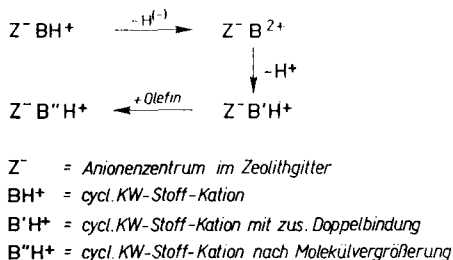 Z⁻ BH⁺ -H⁽⁻⁾ Z⁻ B²⁺
-H⁺
Z⁻B"H⁺ +Olefin Z⁻B'H⁺
Z⁻ = Anionenzentrum im Zeolithgitter
BH⁺ = cycl. KW-Stoff-Kation
B'H⁺ = cycl. KW-Stoff-Kation mit zus. Doppelbindung
B"H⁺ = cycl. KW-Stoff-Kation nach Molekülvergrößerung